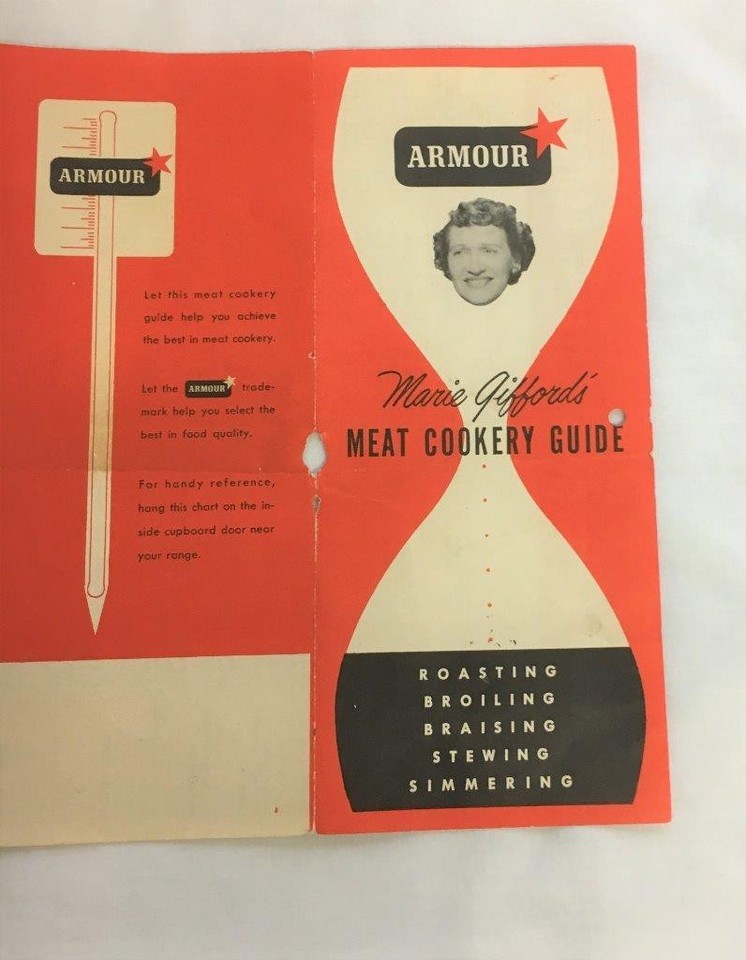 ARMOUR
Let this meat cookery
guide help you achieve
the best in meat cookery.
Let the ARMOUR trade-
mark help you select the
best in food quality.
For handy reference,
hang this chart on the in-
side cupboard door near
your range.
ARMOUR
Marie Giffords'
MEAT COOKERY GUIDE
ROASTING
BROILING
BRAISING
STEWING
SIMMERING